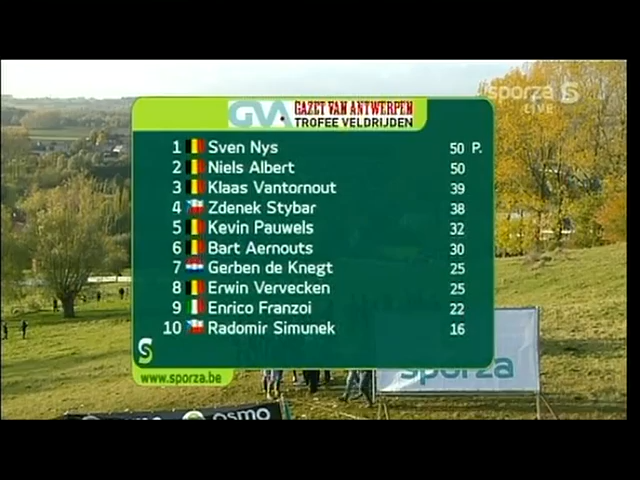 sporza S
LIVE
GVA GAZET VAN ANTWERPEN
TROFEE VELDRIJDEN
1 Sven Nys 50 P.
2 Niels Albert 50
3 Klaas Vantornout 39
4 Zdenek Stybar 38
5 Kevin Pauwels 32
6 Bart Aernouts 30
7 Gerben de Knegt 25
8 Erwin Vervecken 25
9 Enrico Franzoi 22
10 Radomir Simunek 16
S
www.sporza.be
sporza
osmo